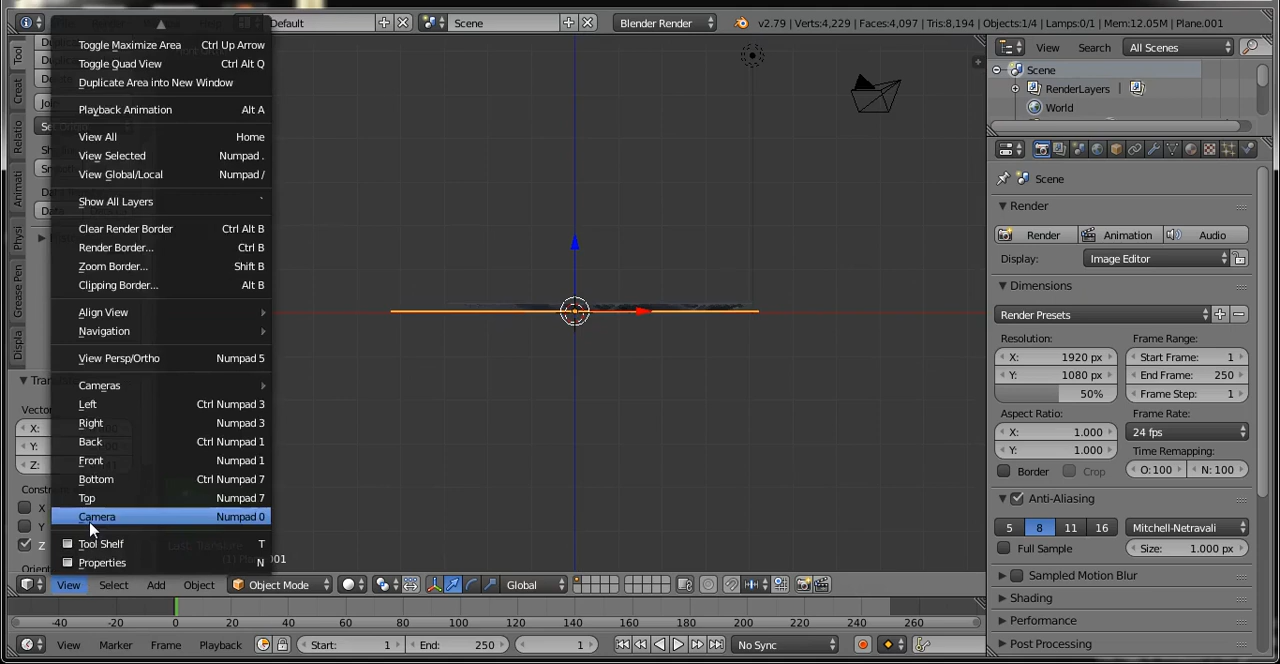 Default
Scene
Blender Render
v2.79 | Verts:4,229 | Faces:4,097 | Tris:8,194 | Objects:1/4 | Lamps:0/1 | Mem:12.05M | Plane.001
Toggle Maximize Area Ctrl Up Arrow
Toggle Quad View Ctrl Alt Q
Duplicate Area into New Window
Playback Animation Alt A
View All Home
View Selected Numpad .
View Global/Local Numpad /
Show All Layers `
Clear Render Border Ctrl Alt B
Render Border... Ctrl B
Zoom Border... Shift B
Clipping Border... Alt B
Align View
Navigation
View Persp/Ortho Numpad 5
Cameras
Left Ctrl Numpad 3
Right Numpad 3
Back Ctrl Numpad 1
Front Numpad 1
Bottom Ctrl Numpad 7
Top Numpad 7
Camera Numpad 0
Tool Shelf T
Properties N
Tool
Creat
Relatio
Animati
Physi
Grease Pen
Displa
Join
Data
Vector
X:
Y:
Z:
X
Y
Z
View Select Add Object Object Mode Global
-40 -20 0 20 40 60 80 100 120 140 160 180 200 220 240 260
View Marker Frame Playback Start: 1 End: 250 1 No Sync
View Search All Scenes
Scene
RenderLayers
World
Scene
Render
Render Animation Audio
Display: Image Editor
Dimensions
Render Presets
Resolution: Frame Range:
X: 1920 px Start Frame: 1
Y: 1080 px End Frame: 250
50% Frame Step: 1
Aspect Ratio: Frame Rate:
X: 1.000 24 fps
Y: 1.000 Time Remapping:
Border Crop O: 100 N: 100
Anti-Aliasing
5 8 11 16 Mitchell-Netravali
Full Sample Size: 1.000 px
Sampled Motion Blur
Shading
Performance
Post Processing